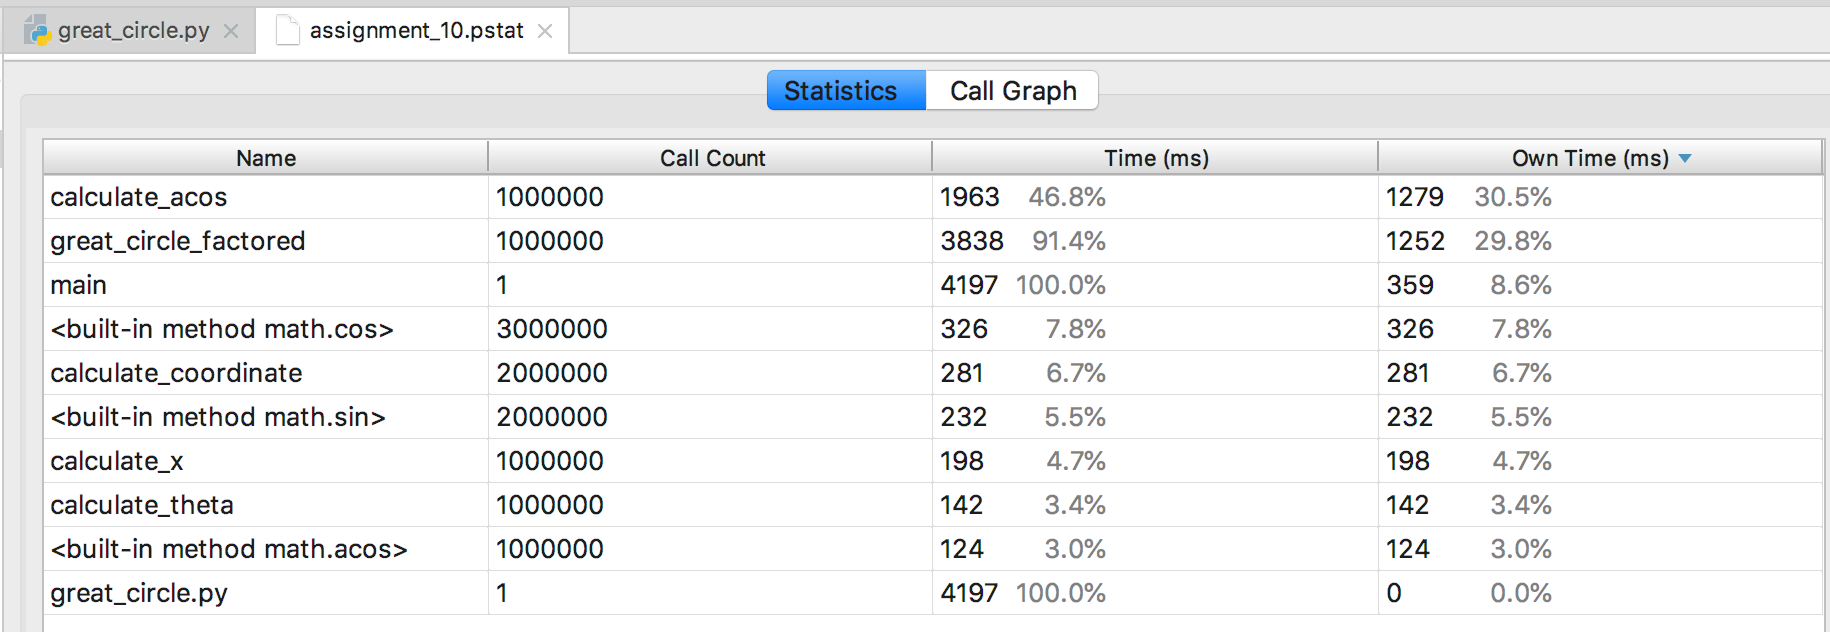 great_circle.py assignment_10.pstat
Statistics Call Graph
Name Call Count Time (ms) Own Time (ms)
calculate_acos 1000000 1963 46.8% 1279 30.5%
great_circle_factored 1000000 3838 91.4% 1252 29.8%
main 1 4197 100.0% 359 8.6%
<built-in method math.cos> 3000000 326 7.8% 326 7.8%
calculate_coordinate 2000000 281 6.7% 281 6.7%
<built-in method math.sin> 2000000 232 5.5% 232 5.5%
calculate_x 1000000 198 4.7% 198 4.7%
calculate_theta 1000000 142 3.4% 142 3.4%
<built-in method math.acos> 1000000 124 3.0% 124 3.0%
great_circle.py 1 4197 100.0% 0 0.0%